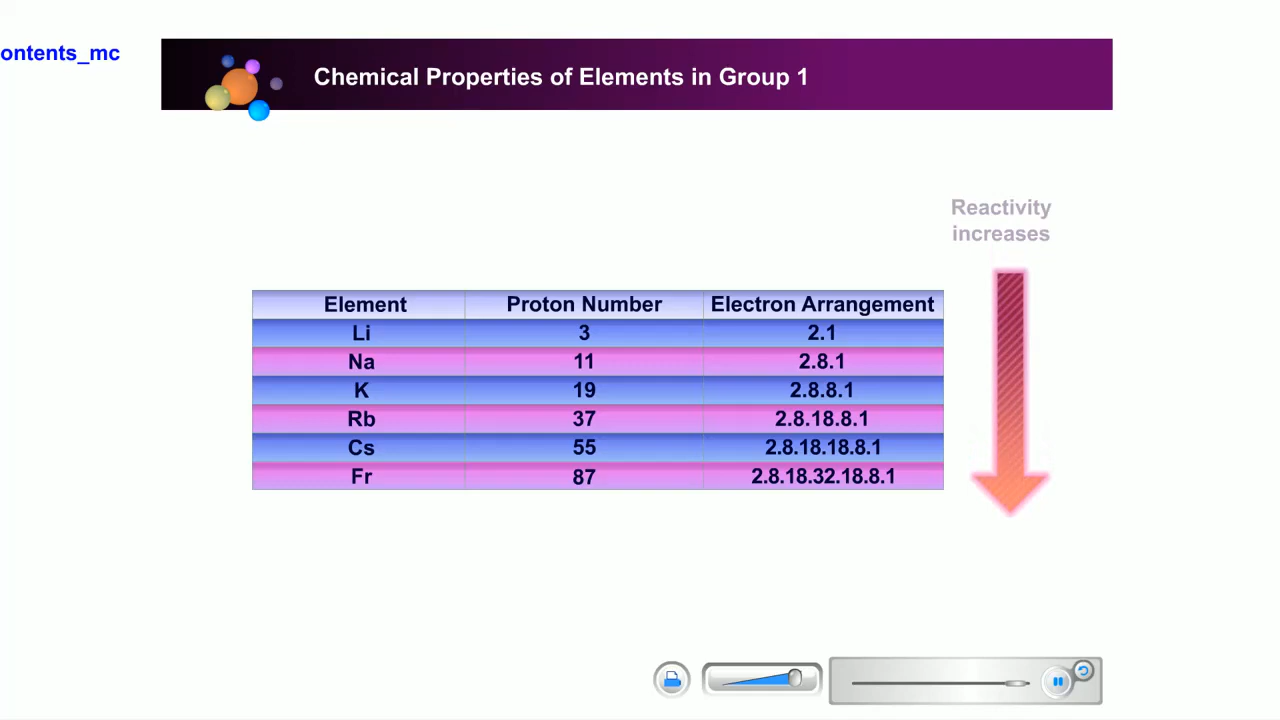 ontents_mc
Chemical Properties of Elements in Group 1
Reactivity
increases
Element Proton Number Electron Arrangement
Li 3 2.1
Na 11 2.8.1
K 19 2.8.8.1
Rb 37 2.8.18.8.1
Cs 55 2.8.18.18.8.1
Fr 87 2.8.18.32.18.8.1